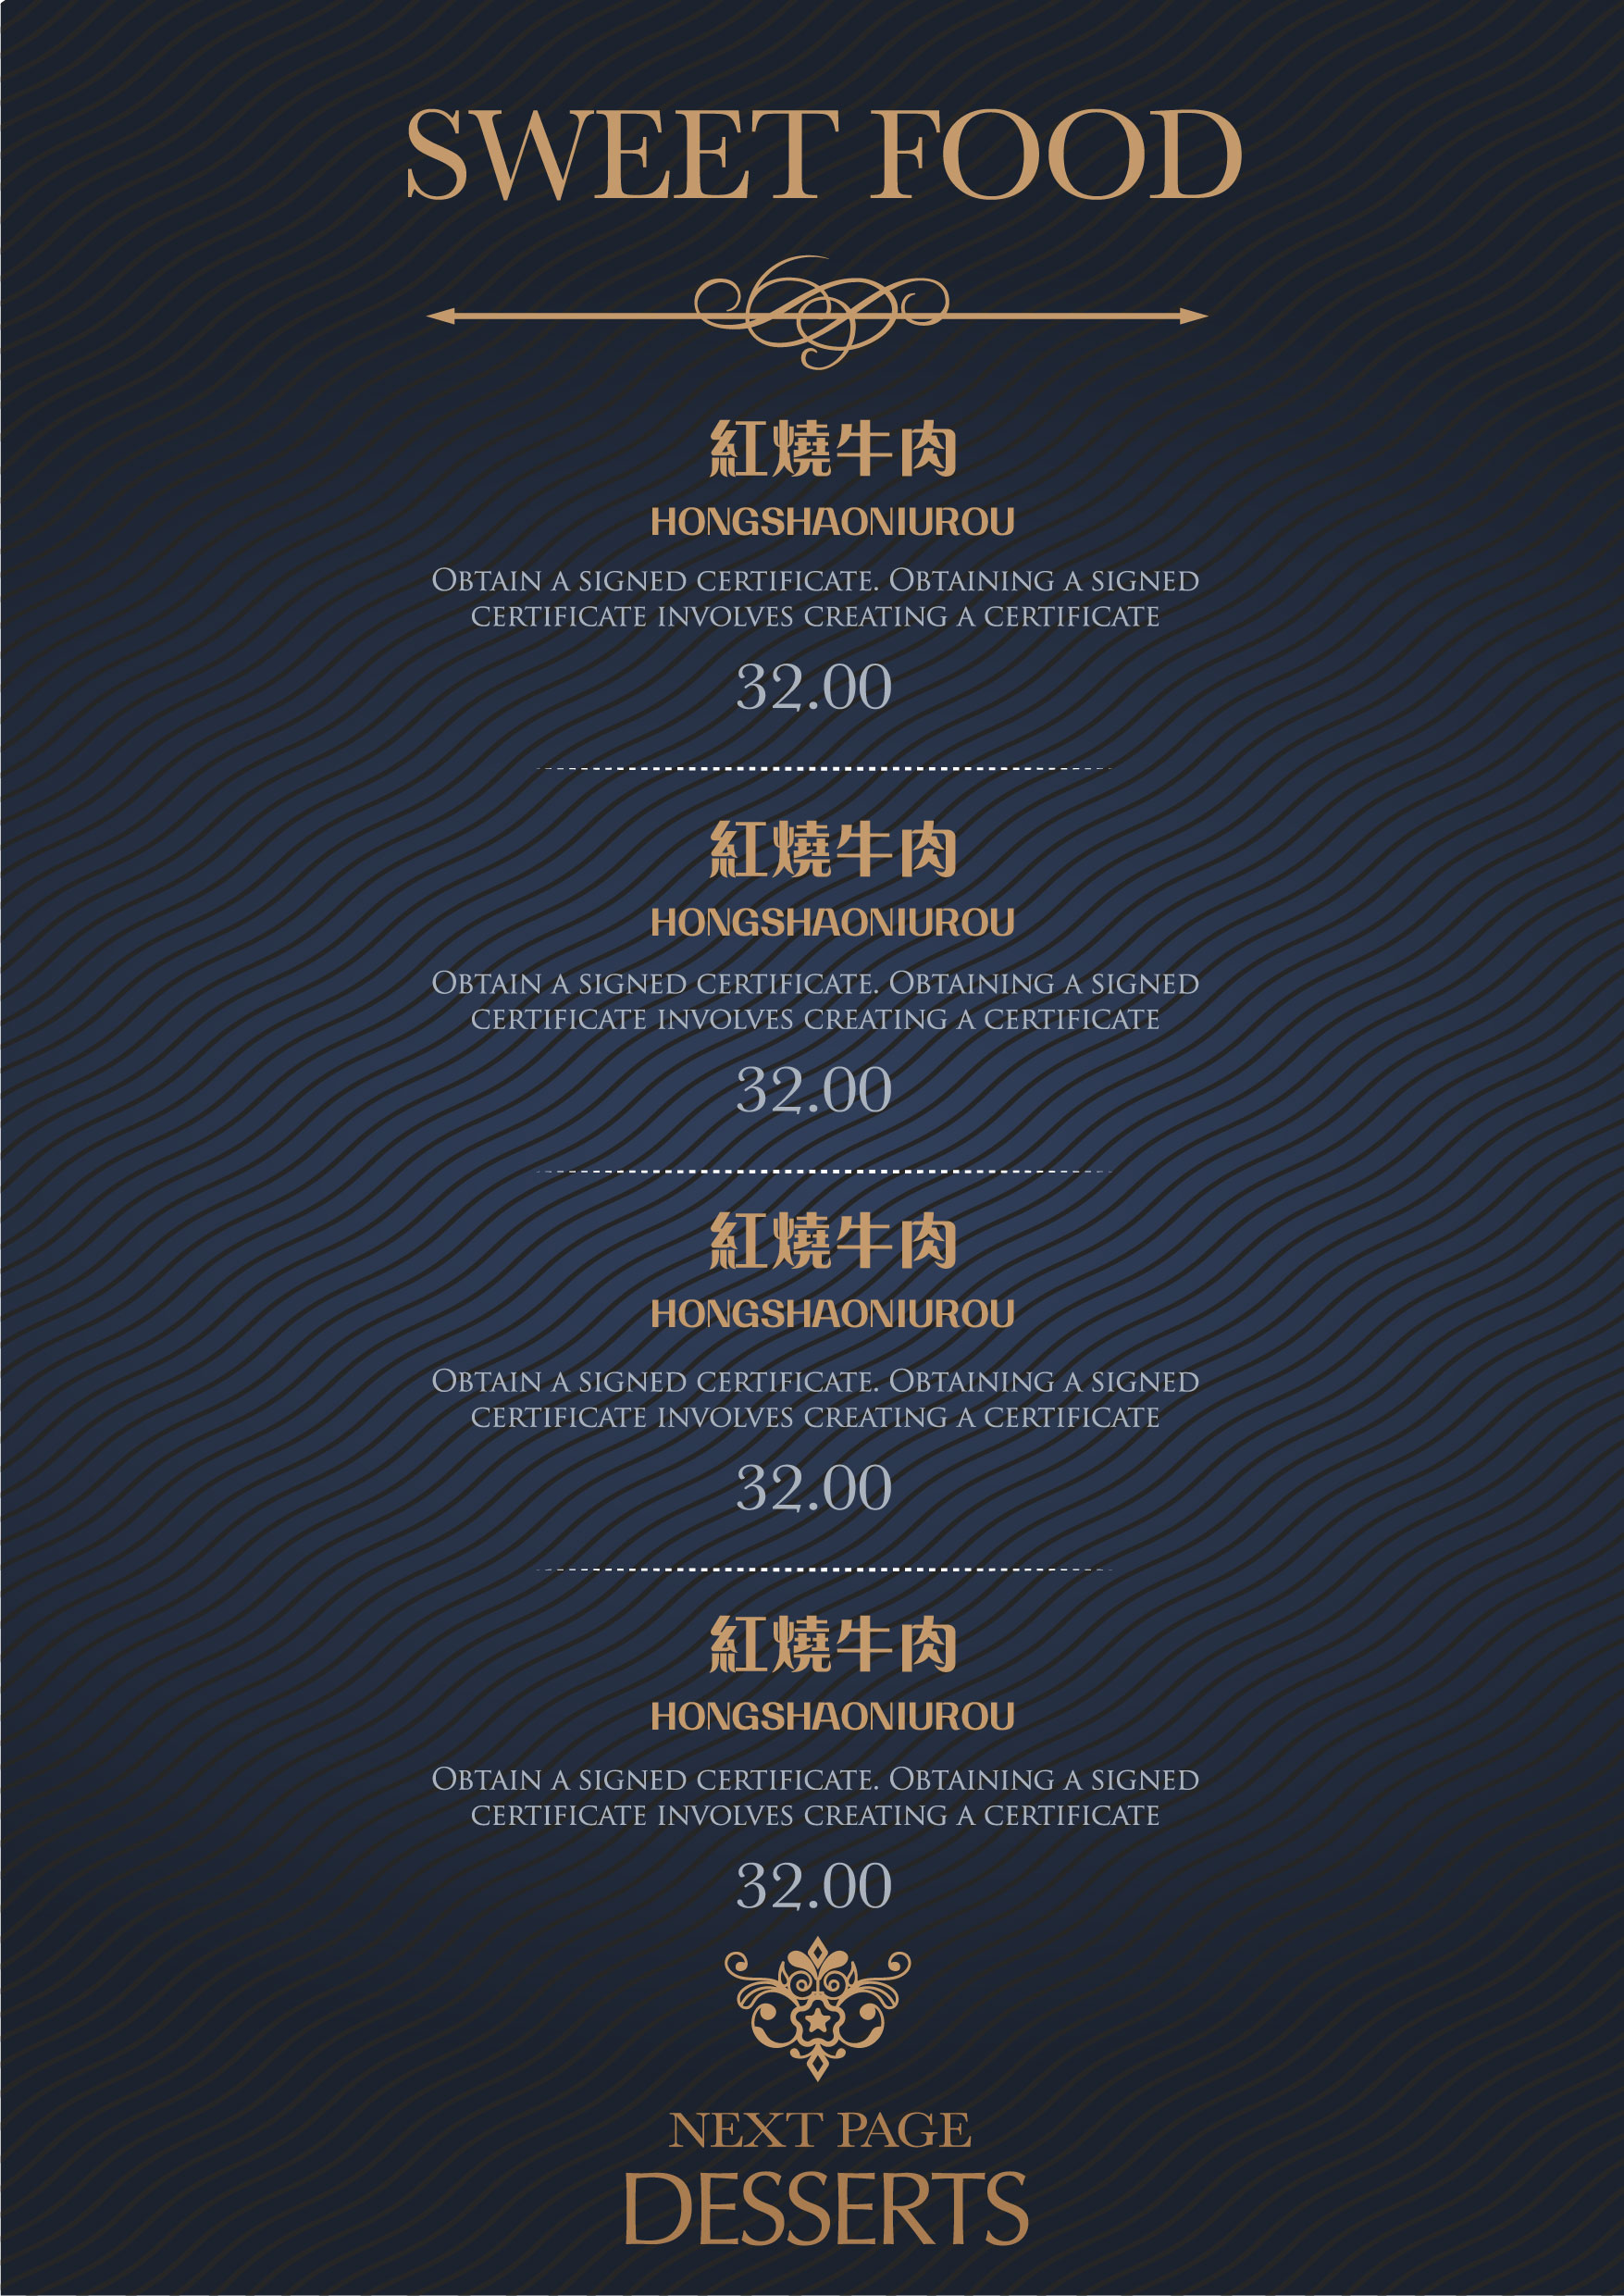 SWEET FOOD
紅燒牛肉
HONGSHAONIUROU
OBTAIN A SIGNED CERTIFICATE. OBTAINING A SIGNED
CERTIFICATE INVOLVES CREATING A CERTIFICATE
32.00
紅燒牛肉
HONGSHAONIUROU
OBTAIN A SIGNED CERTIFICATE. OBTAINING A SIGNED
CERTIFICATE INVOLVES CREATING A CERTIFICATE
32.00
紅燒牛肉
HONGSHAONIUROU
OBTAIN A SIGNED CERTIFICATE. OBTAINING A SIGNED
CERTIFICATE INVOLVES CREATING A CERTIFICATE
32.00
紅燒牛肉
HONGSHAONIUROU
OBTAIN A SIGNED CERTIFICATE. OBTAINING A SIGNED
CERTIFICATE INVOLVES CREATING A CERTIFICATE
32.00
NEXT PAGE
DESSERTS